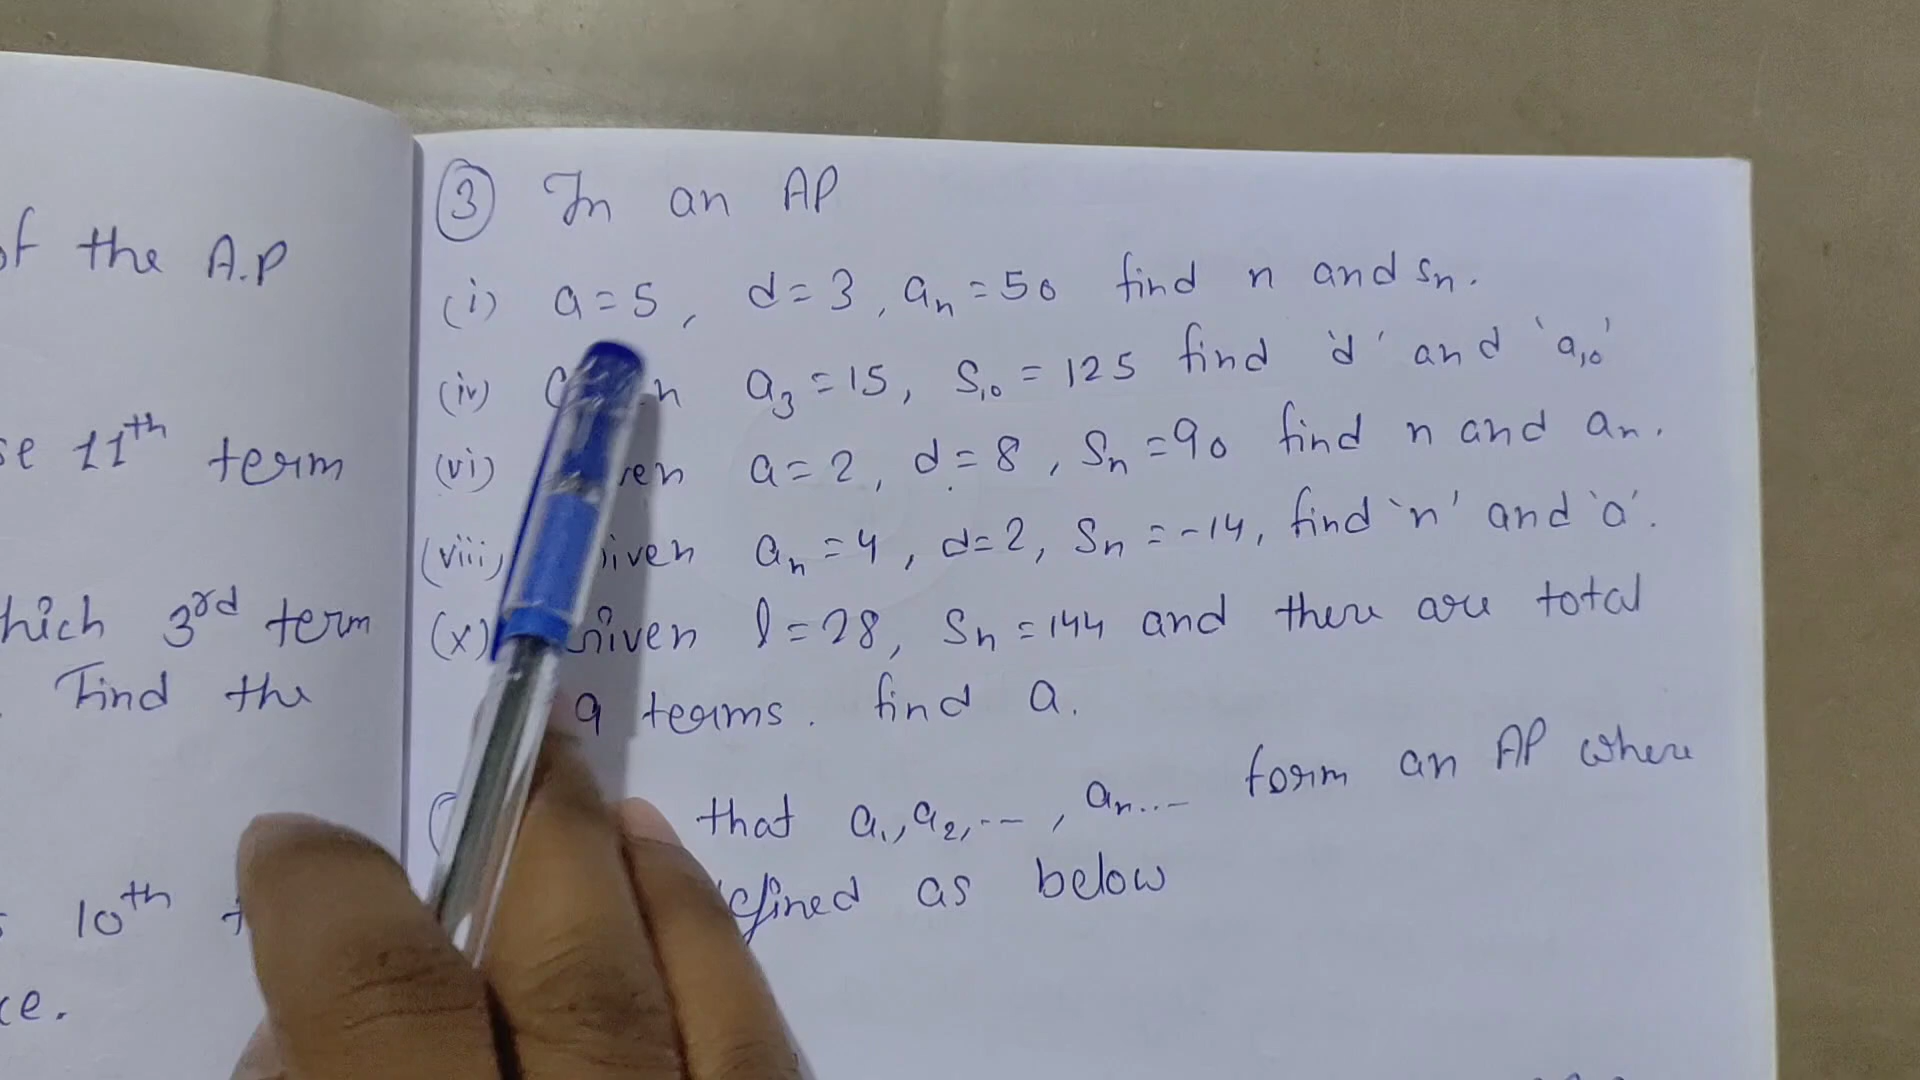 of the A.P
11th term
3rd term
Find the
10th
③ In an AP
(i) a=5, d=3, an=50 find n and Sn.
(iv) a3=15, S10=125 find 'd' and 'a10'
(vi) a=2, d=8, Sn=90 find n and an.
(viii) an=4, d=2, Sn=-14, find 'n' and 'a'.
(x) Given l=28, Sn=144 and there are total
9 terms. find a.
that a1, a2, ---, an... form an AP where
as below